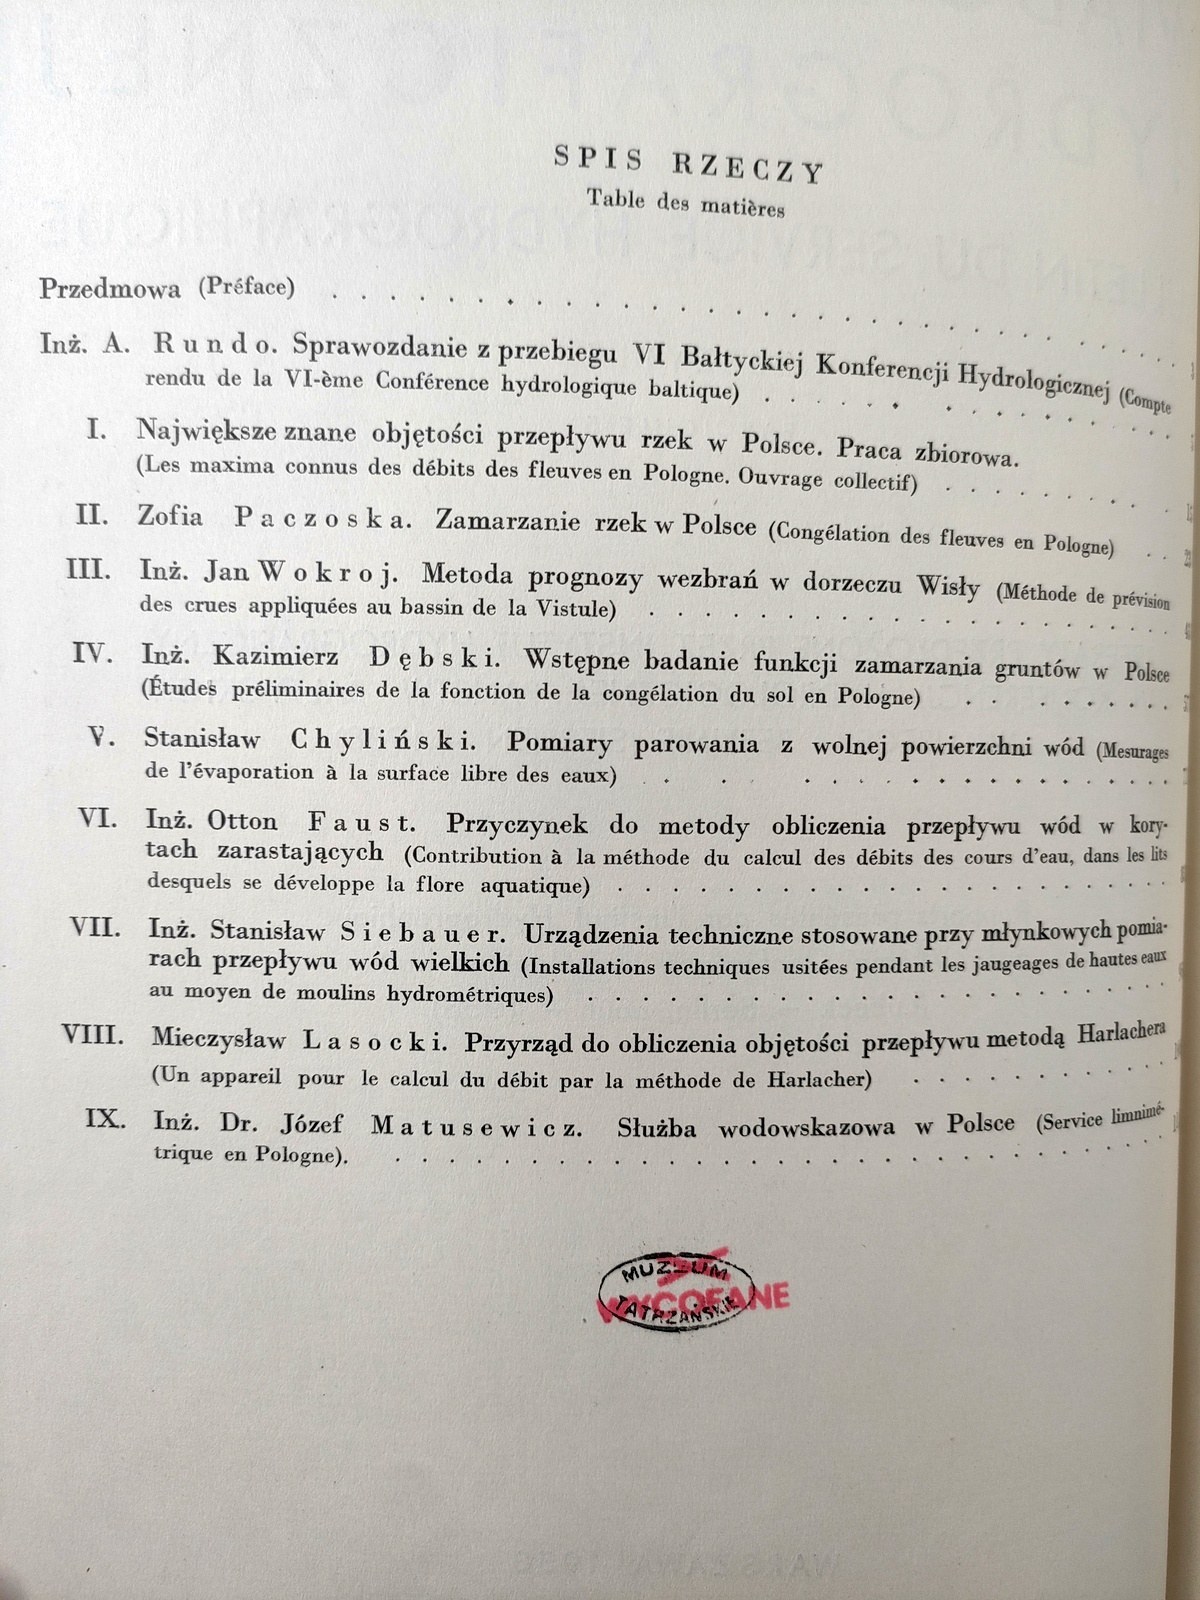 SPIS RZECZY
Table des matières
Przedmowa (Préface) . . . . . . . . . . . . . . . . . . . . . . . . . . . . . .
Inż. A. Rundo. Sprawozdanie z przebiegu VI Bałtyckiej Konferencji Hydrologicznej (Compte
rendu de la VI-ème Conférence hydrologique baltique) . . . . . . . . . . . . .
I. Największe znane objętości przepływu rzek w Polsce. Praca zbiorowa.
(Les maxima connus des débits des fleuves en Pologne. Ouvrage collectif) . . . . . . . . .
II. Zofia Paczoska. Zamarzanie rzek w Polsce (Congélation des fleuves en Pologne) . .
III. Inż. Jan Wokroj. Metoda prognozy wezbrań w dorzeczu Wisły (Méthode de prévision
des crues appliquées au bassin de la Vistule) . . . . . . . . . . . . . . . . . . . .
IV. Inż. Kazimierz Dębski. Wstępne badanie funkcji zamarzania gruntów w Polsce
(Études préliminaires de la fonction de la congélation du sol en Pologne) . . . . . . . . .
V. Stanisław Chyliński. Pomiary parowania z wolnej powierzchni wód (Mesurages
de l'évaporation à la surface libre des eaux) . . . . . . . . . . . . . . . . . .
VI. Inż. Otton Faust. Przyczynek do metody obliczenia przepływu wód w kory-
tach zarastających (Contribution à la méthode du calcul des débits des cours d'eau, dans les lits
desquels se développe la flore aquatique) . . . . . . . . . . . . . . . . . . . . .
VII. Inż. Stanisław Siebauer. Urządzenia techniczne stosowane przy młynkowych pomia-
rach przepływu wód wielkich (Installations techniques usitées pendant les jaugeages de hautes eaux
au moyen de moulins hydrométriques) . . . . . . . . . . . . . . . . . . . . . .
VIII. Mieczysław Lasocki. Przyrząd do obliczenia objętości przepływu metodą Harlachera
(Un appareil pour le calcul du débit par la méthode de Harlacher) . . . . . . . . . .
IX. Inż. Dr. Józef Matusewicz. Służba wodowskazowa w Polsce (Service limnimé-
trique en Pologne). . . . . . . . . . . . . . . . . . . . . . . . . . . . . .
MUZEUM
WYCOFANE
TATRZAŃSKIE